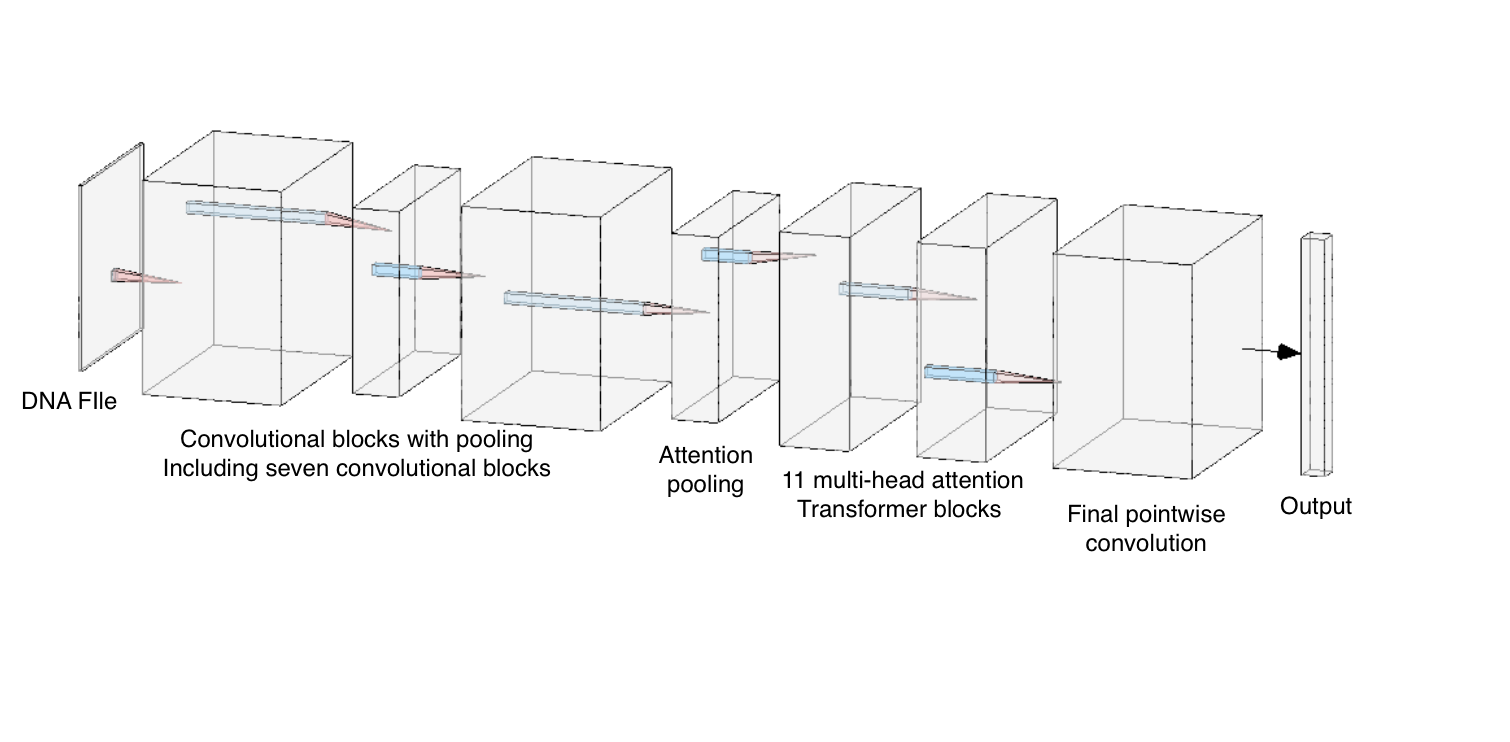 DNA FIle
Convolutional blocks with pooling
Including seven convolutional blocks
Attention
pooling
11 multi-head attention
Transformer blocks
Final pointwise
convolution
Output